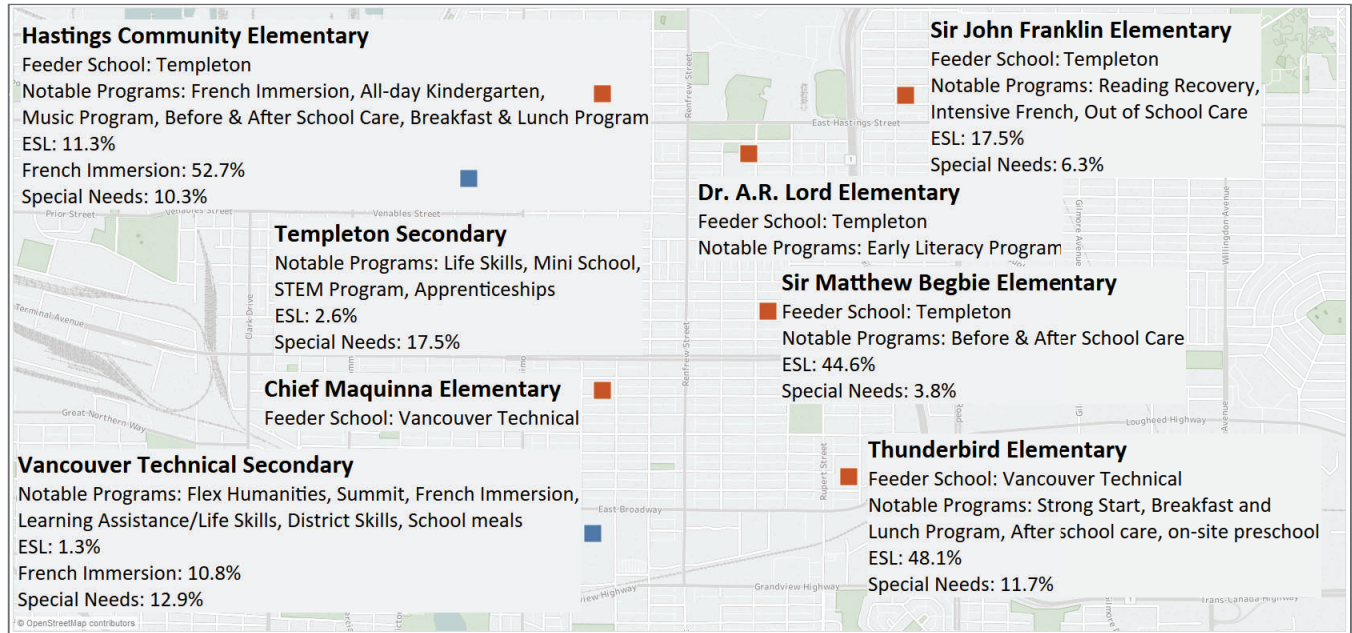 Hastings Community Elementary
Feeder School: Templeton
Notable Programs: French Immersion, All-day Kindergarten,
Music Program, Before & After School Care, Breakfast & Lunch Program
ESL: 11.3%
French Immersion: 52.7%
Special Needs: 10.3%
Sir John Franklin Elementary
Feeder School: Templeton
Notable Programs: Reading Recovery,
Intensive French, Out of School Care
ESL: 17.5%
Special Needs: 6.3%
Renfrew Street
East Hastings Street
1
Dr. A.R. Lord Elementary
Feeder School: Templeton
Notable Programs: Early Literacy Program
Prior Street
Venables Street
Venables Street
Gilmore Avenue
Willingdon Avenue
Templeton Secondary
Notable Programs: Life Skills, Mini School,
STEM Program, Apprenticeships
ESL: 2.6%
Special Needs: 17.5%
Sir Matthew Begbie Elementary
Feeder School: Templeton
Notable Programs: Before & After School Care
ESL: 44.6%
Special Needs: 3.8%
Terminal Avenue
Clark Drive
Renfrew Street
Chief Maquinna Elementary
Feeder School: Vancouver Technical
Great Northern Way
Lougheed Highway
Vancouver Technical Secondary
Notable Programs: Flex Humanities, Summit, French Immersion,
Learning Assistance/Life Skills, District Skills, School meals
ESL: 1.3%
French Immersion: 10.8%
Special Needs: 12.9%
Rupert Street
East Broadway
Thunderbird Elementary
Feeder School: Vancouver Technical
Notable Programs: Strong Start, Breakfast and
Lunch Program, After school care, on-site preschool
ESL: 48.1%
Special Needs: 11.7%
Grandview Highway
Highway
Trans-Canada Highway
1
© OpenStreetMap contributors